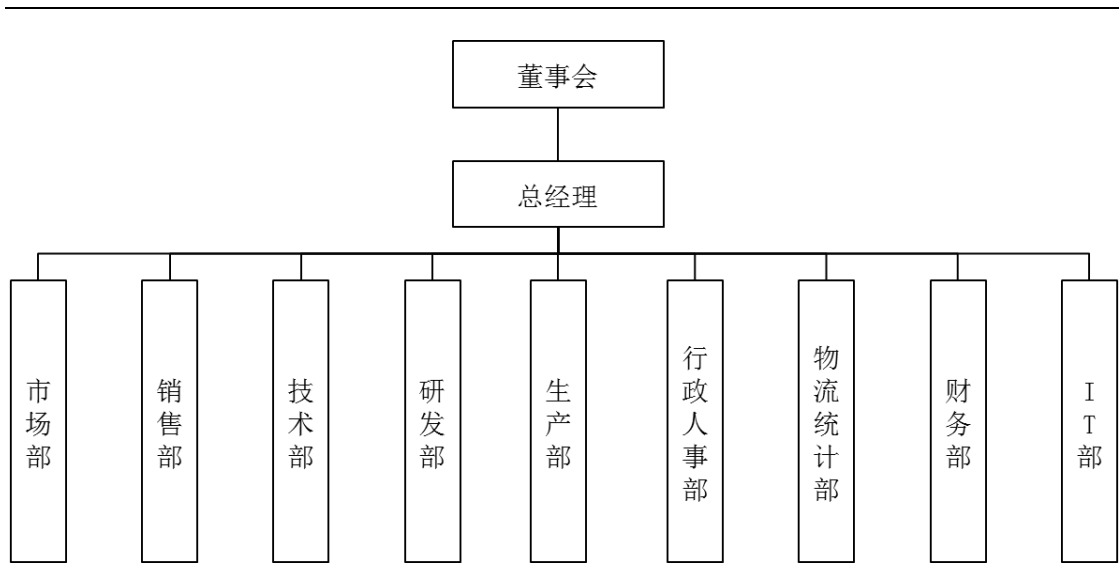 董事会
总经理
市场部
销售部
技术部
研发部
生产部
行政人事部
物流统计部
财务部
IT部